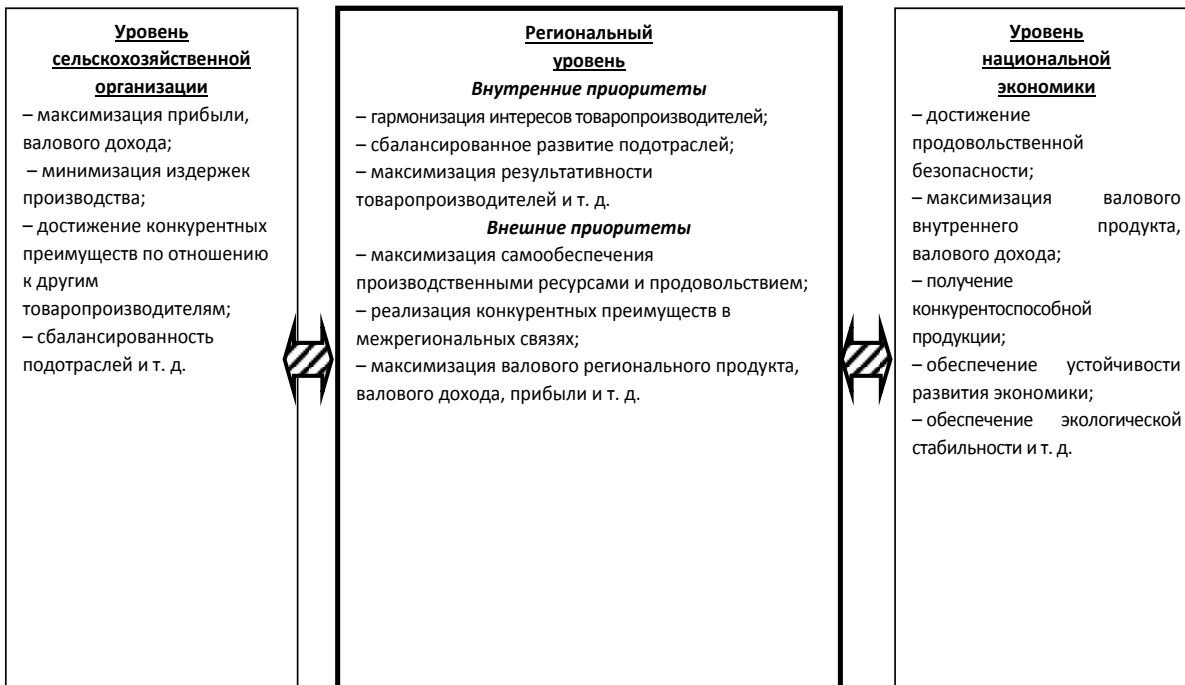 Уровень
сельскохозяйственной
организации
– максимизация прибыли,
валового дохода;
– минимизация издержек
производства;
– достижение конкурентных
преимуществ по отношению
к другим
товаропроизводителям;
– сбалансированность
подотраслей и т. д.
Региональный
уровень
Внутренние приоритеты
– гармонизация интересов товаропроизводителей;
– сбалансированное развитие подотраслей;
– максимизация результативности
товаропроизводителей и т. д.
Внешние приоритеты
– максимизация самообеспечения
производственными ресурсами и продовольствием;
– реализация конкурентных преимуществ в
межрегиональных связях;
– максимизация валового регионального продукта,
валового дохода, прибыли и т. д.
Уровень
национальной
экономики
– достижение
продовольственной
безопасности;
– максимизация валового
внутреннего продукта,
валового дохода;
– получение
конкурентоспособной
продукции;
– обеспечение устойчивости
развития экономики;
– обеспечение экологической
стабильности и т. д.